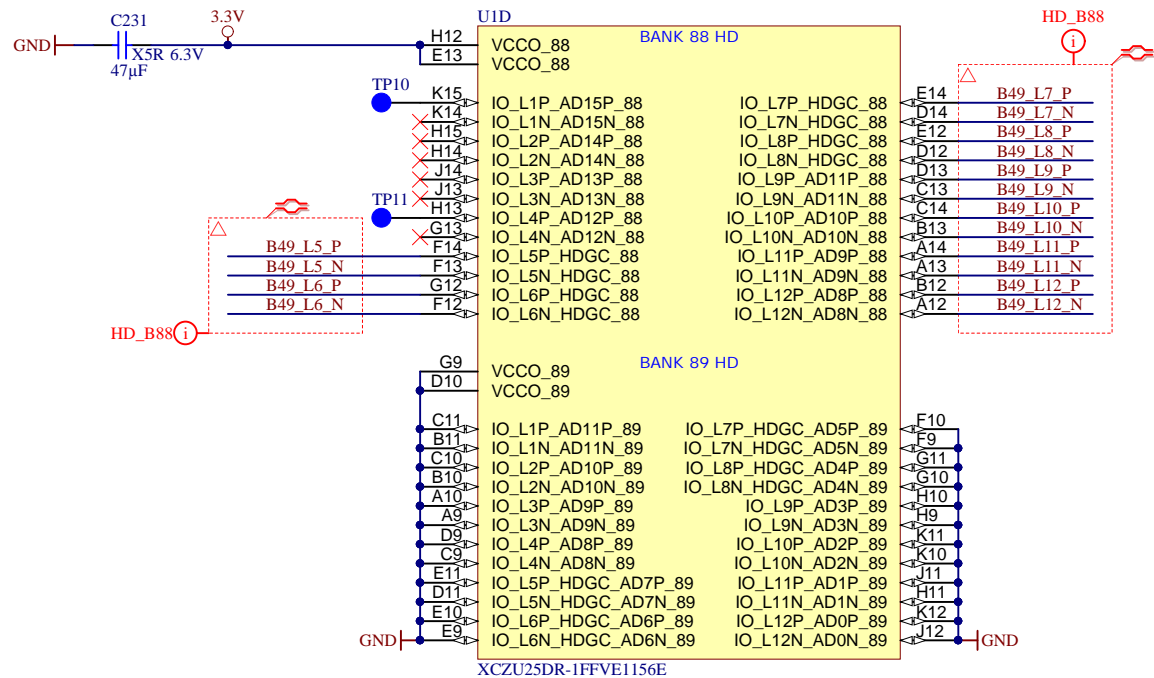 C231
3.3V
GND
X5R 6.3V
47µF
U1D
BANK 88 HD
HD_B88
i
H12 VCCO_88
E13 VCCO_88
TP10
K15 IO_L1P_AD15P_88 IO_L7P_HDGC_88 E14 B49_L7_P
K14 IO_L1N_AD15N_88 IO_L7N_HDGC_88 D14 B49_L7_N
H15 IO_L2P_AD14P_88 IO_L8P_HDGC_88 E12 B49_L8_P
H14 IO_L2N_AD14N_88 IO_L8N_HDGC_88 D12 B49_L8_N
J14 IO_L3P_AD13P_88 IO_L9P_AD11P_88 D13 B49_L9_P
J13 IO_L3N_AD13N_88 IO_L9N_AD11N_88 C13 B49_L9_N
TP11
H13 IO_L4P_AD12P_88 IO_L10P_AD10P_88 C14 B49_L10_P
G13 IO_L4N_AD12N_88 IO_L10N_AD10N_88 B13 B49_L10_N
B49_L5_P F14 IO_L5P_HDGC_88 IO_L11P_AD9P_88 A14 B49_L11_P
B49_L5_N F13 IO_L5N_HDGC_88 IO_L11N_AD9N_88 A13 B49_L11_N
B49_L6_P G12 IO_L6P_HDGC_88 IO_L12P_AD8P_88 B12 B49_L12_P
B49_L6_N F12 IO_L6N_HDGC_88 IO_L12N_AD8N_88 A12 B49_L12_N
HD_B88 i
BANK 89 HD
G9 VCCO_89
D10 VCCO_89
C11 IO_L1P_AD11P_89 IO_L7P_HDGC_AD5P_89 F10
B11 IO_L1N_AD11N_89 IO_L7N_HDGC_AD5N_89 F9
C10 IO_L2P_AD10P_89 IO_L8P_HDGC_AD4P_89 G11
B10 IO_L2N_AD10N_89 IO_L8N_HDGC_AD4N_89 G10
A10 IO_L3P_AD9P_89 IO_L9P_AD3P_89 H10
A9 IO_L3N_AD9N_89 IO_L9N_AD3N_89 H9
D9 IO_L4P_AD8P_89 IO_L10P_AD2P_89 K11
C9 IO_L4N_AD8N_89 IO_L10N_AD2N_89 K10
E11 IO_L5P_HDGC_AD7P_89 IO_L11P_AD1P_89 J11
D11 IO_L5N_HDGC_AD7N_89 IO_L11N_AD1N_89 H11
E10 IO_L6P_HDGC_AD6P_89 IO_L12P_AD0P_89 K12
GND E9 IO_L6N_HDGC_AD6N_89 IO_L12N_AD0N_89 J12 GND
XCZU25DR-1FFVE1156E